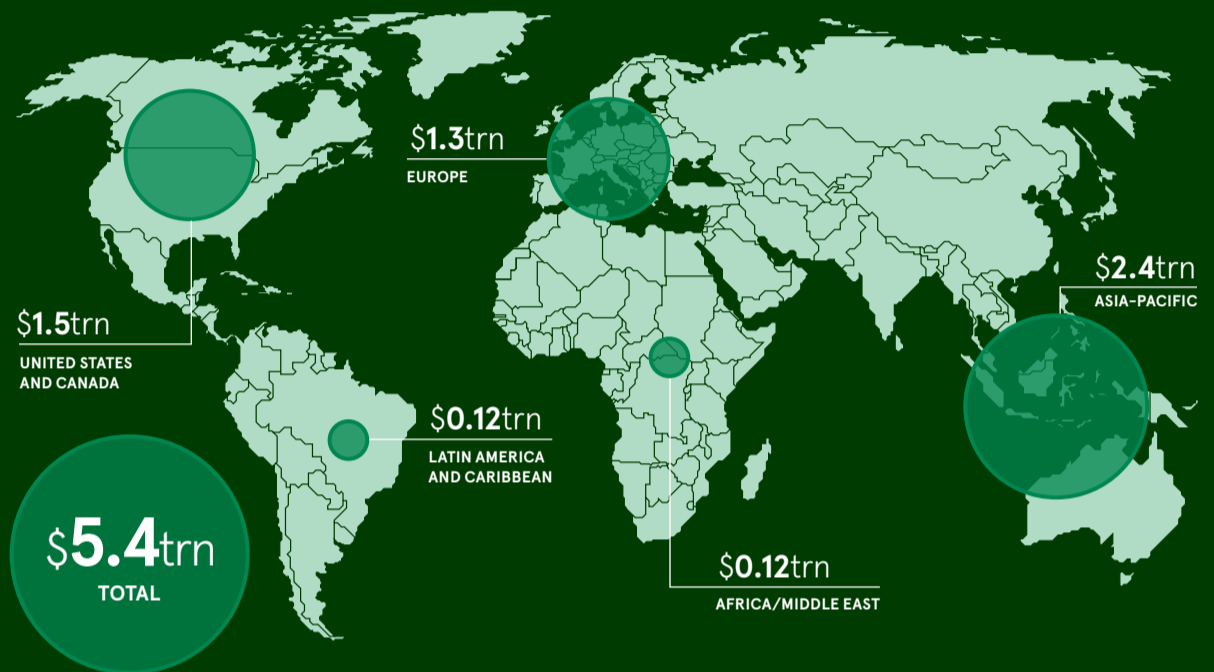 $1.3trn
EUROPE
$2.4trn
ASIA-PACIFIC
$1.5trn
UNITED STATES
AND CANADA
$0.12trn
LATIN AMERICA
AND CARIBBEAN
$5.4trn
TOTAL
$0.12trn
AFRICA/MIDDLE EAST